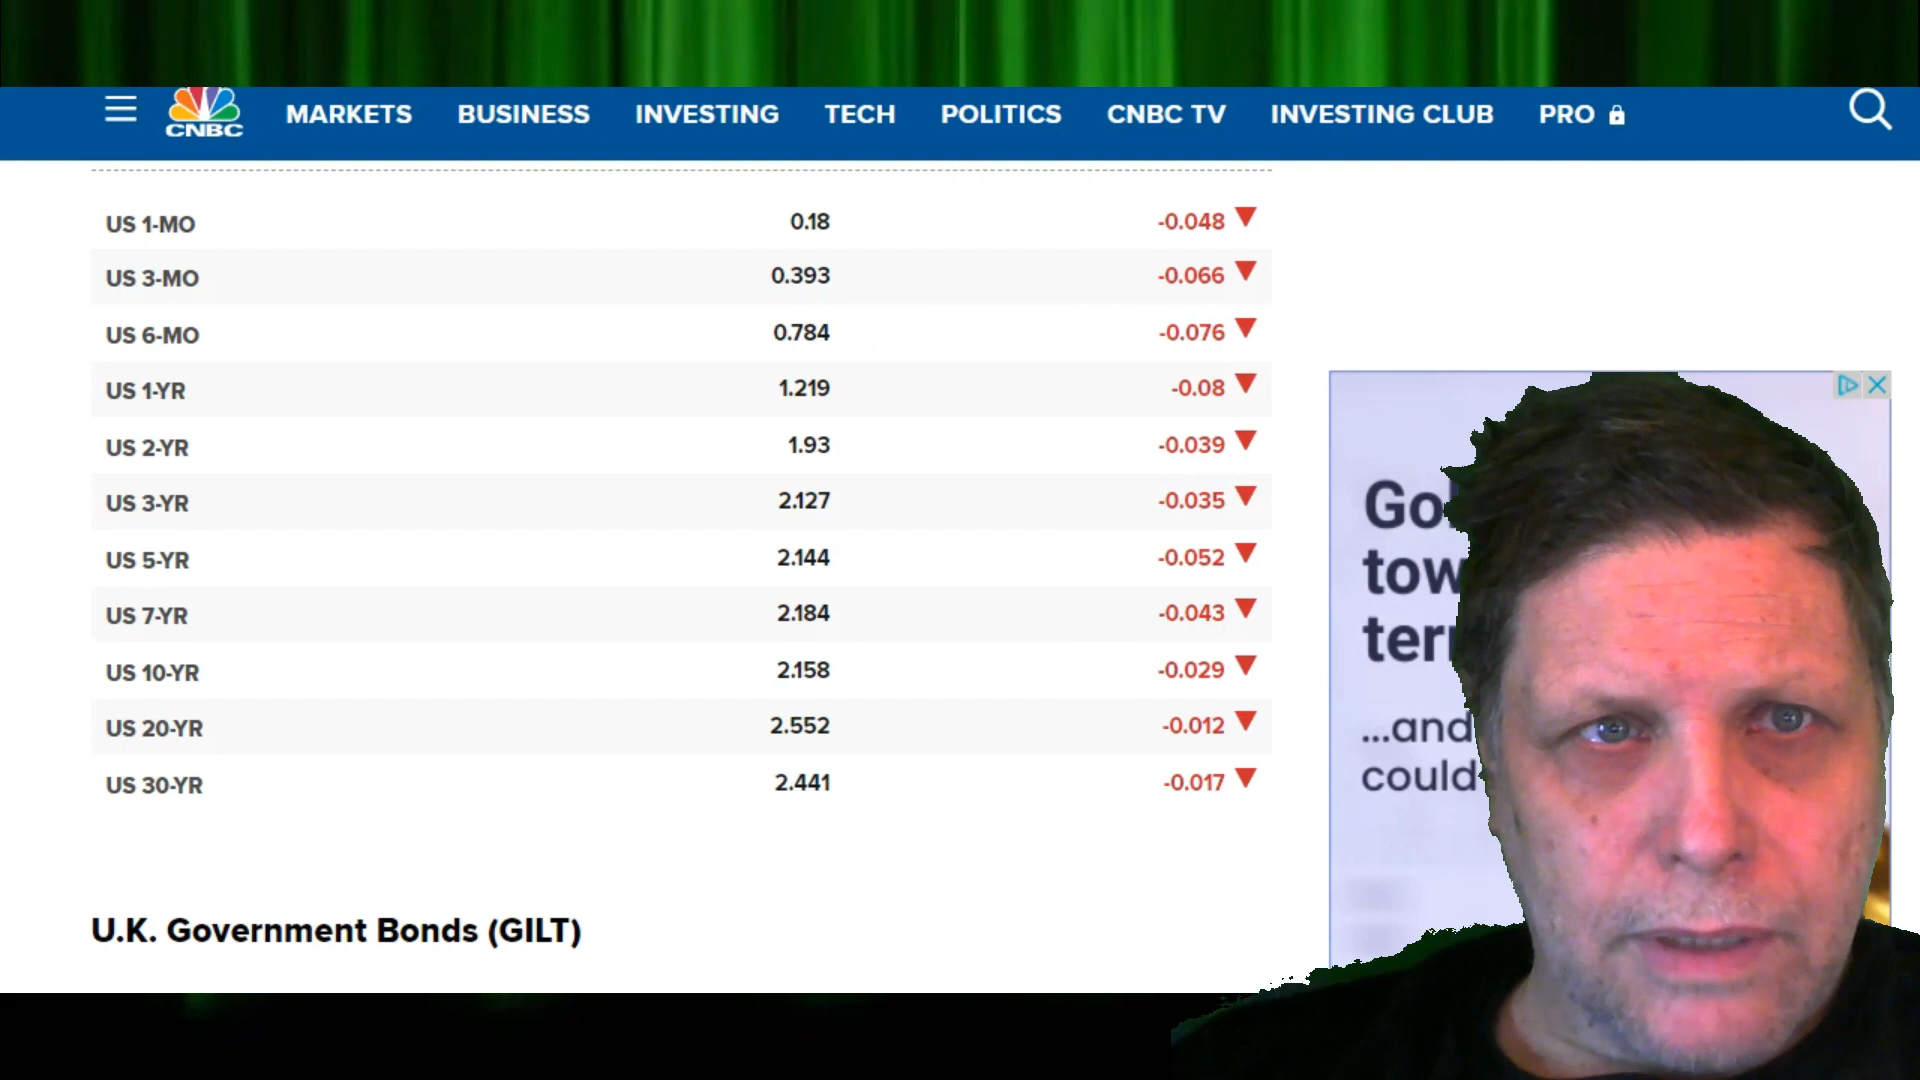 CNBC MARKETS BUSINESS INVESTING TECH POLITICS CNBC TV INVESTING CLUB PRO
US 1-MO 0.18 -0.048
US 3-MO 0.393 -0.066
US 6-MO 0.784 -0.076
US 1-YR 1.219 -0.08
US 2-YR 1.93 -0.039
US 3-YR 2.127 -0.035
US 5-YR 2.144 -0.052
US 7-YR 2.184 -0.043
US 10-YR 2.158 -0.029
US 20-YR 2.552 -0.012
US 30-YR 2.441 -0.017
U.K. Government Bonds (GILT)
...and
could